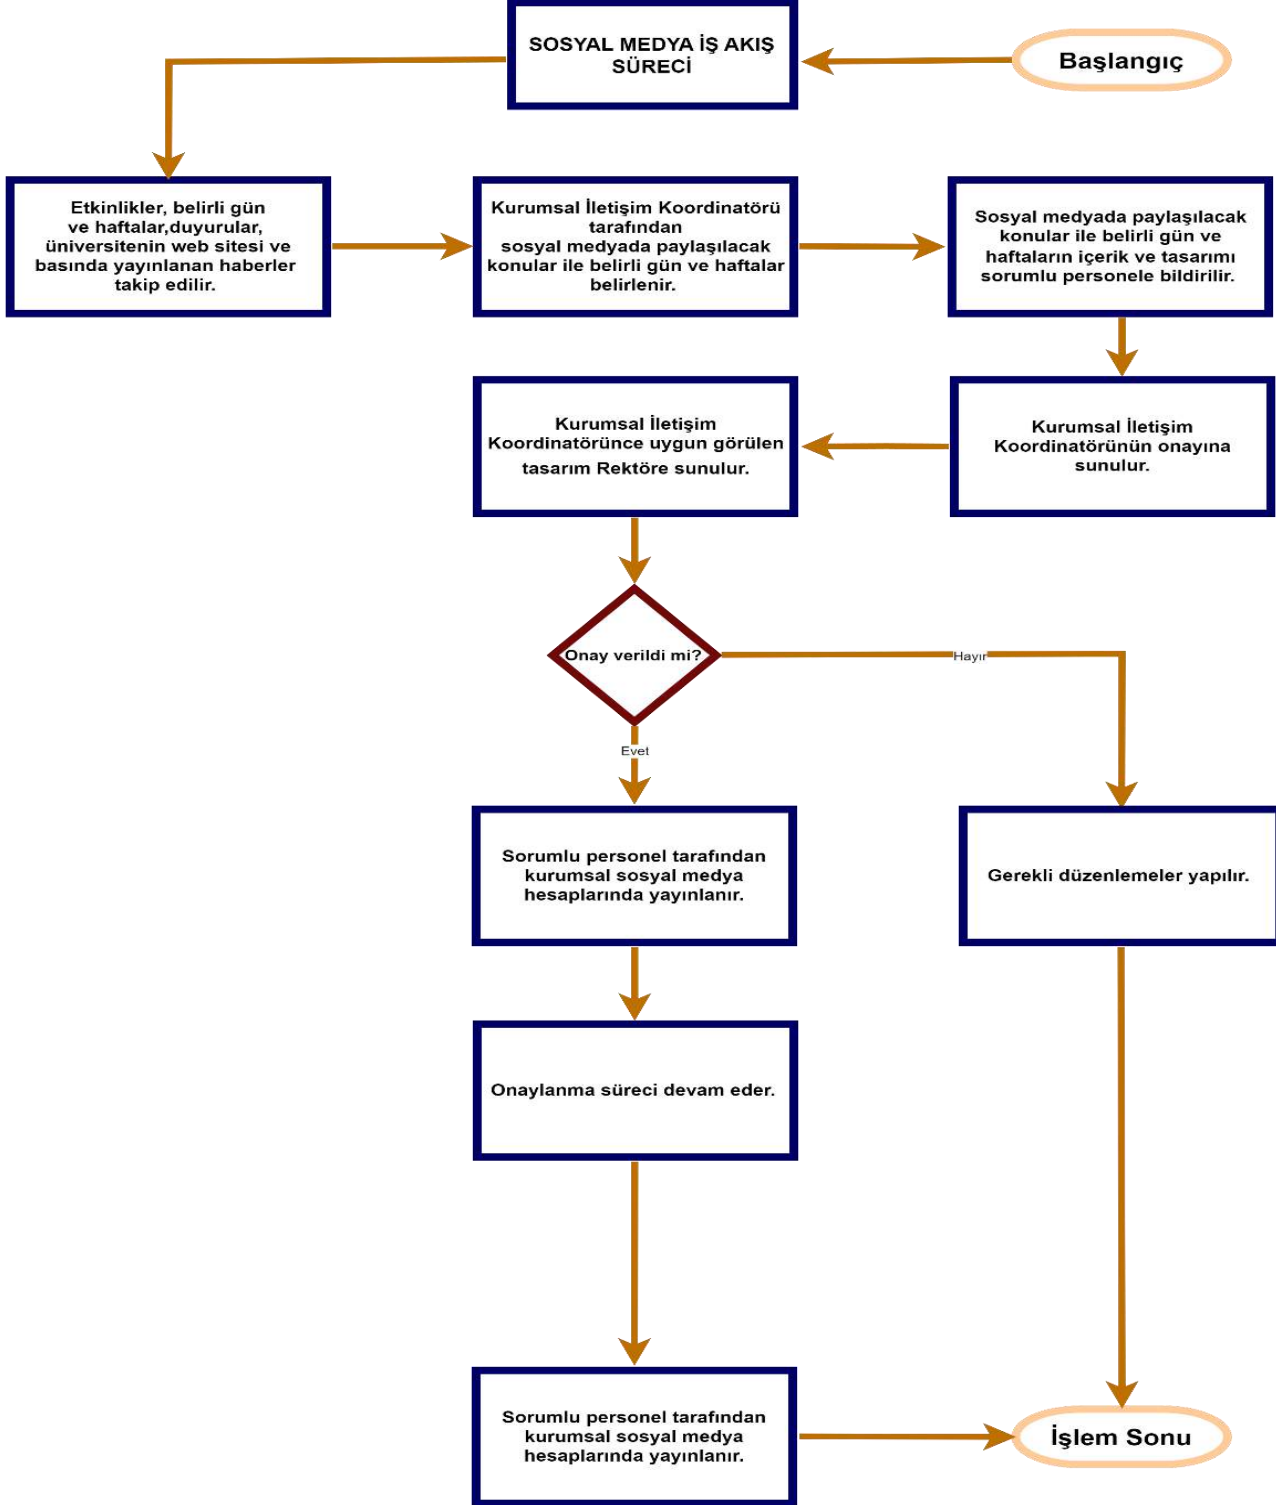 SOSYAL MEDYA İŞ AKIŞ
SÜRECİ
Başlangıç
Etkinlikler, belirli gün
ve haftalar,duyurular,
üniversitenin web sitesi ve
basında yayınlanan haberler
takip edilir.
Kurumsal İletişim Koordinatörü
tarafından
sosyal medyada paylaşılacak
konular ile belirli gün ve haftalar
belirlenir.
Sosyal medyada paylaşılacak
konular ile belirli gün ve
haftaların içerik ve tasarımı
sorumlu personele bildirilir.
Kurumsal İletişim
Koordinatörünün onayına
sunulur.
Kurumsal İletişim
Koordinatörünce uygun görülen
tasarım Rektöre sunulur.
Onay verildi mi?
Hayır
Evet
Sorumlu personel tarafından
kurumsal sosyal medya
hesaplarında yayınlanır.
Gerekli düzenlemeler yapılır.
Onaylanma süreci devam eder.
Sorumlu personel tarafından
kurumsal sosyal medya
hesaplarında yayınlanır.
İşlem Sonu